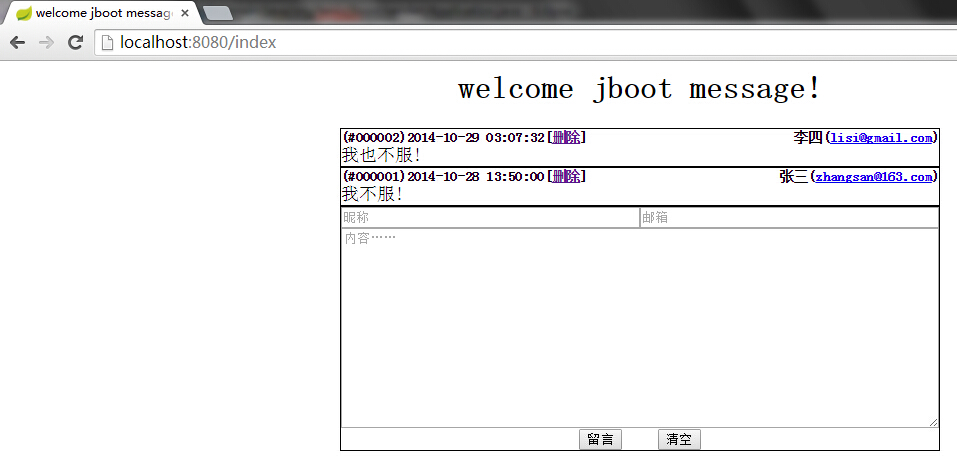 welcome jboot message
localhost:8080/index
welcome jboot message!
(#000002)2014-10-29 03:07:32[删除] 李四(lisi@gmail.com)
我也不服!
(#000001)2014-10-28 13:50:00[删除] 张三(zhangsan@163.com)
我不服!
昵称 邮箱
内容……
留言 清空